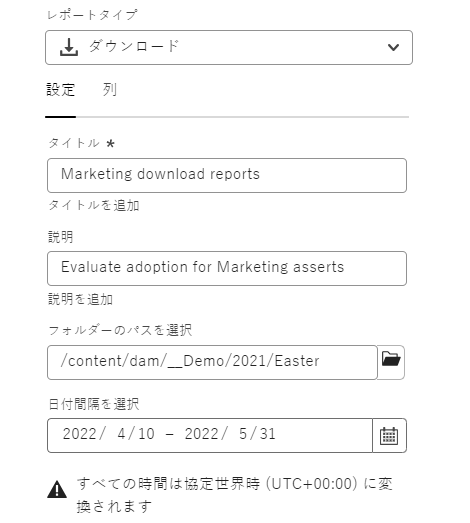 レポートタイプ
ダウンロード
設定 列
タイトル *
Marketing download reports
タイトルを追加
説明
Evaluate adoption for Marketing asserts
説明を追加
フォルダーのパスを選択
/content/dam/__Demo/2021/Easter
日付間隔を選択
2022/ 4/10 – 2022/ 5/31
すべての時間は協定世界時 (UTC+00:00) に変
換されます